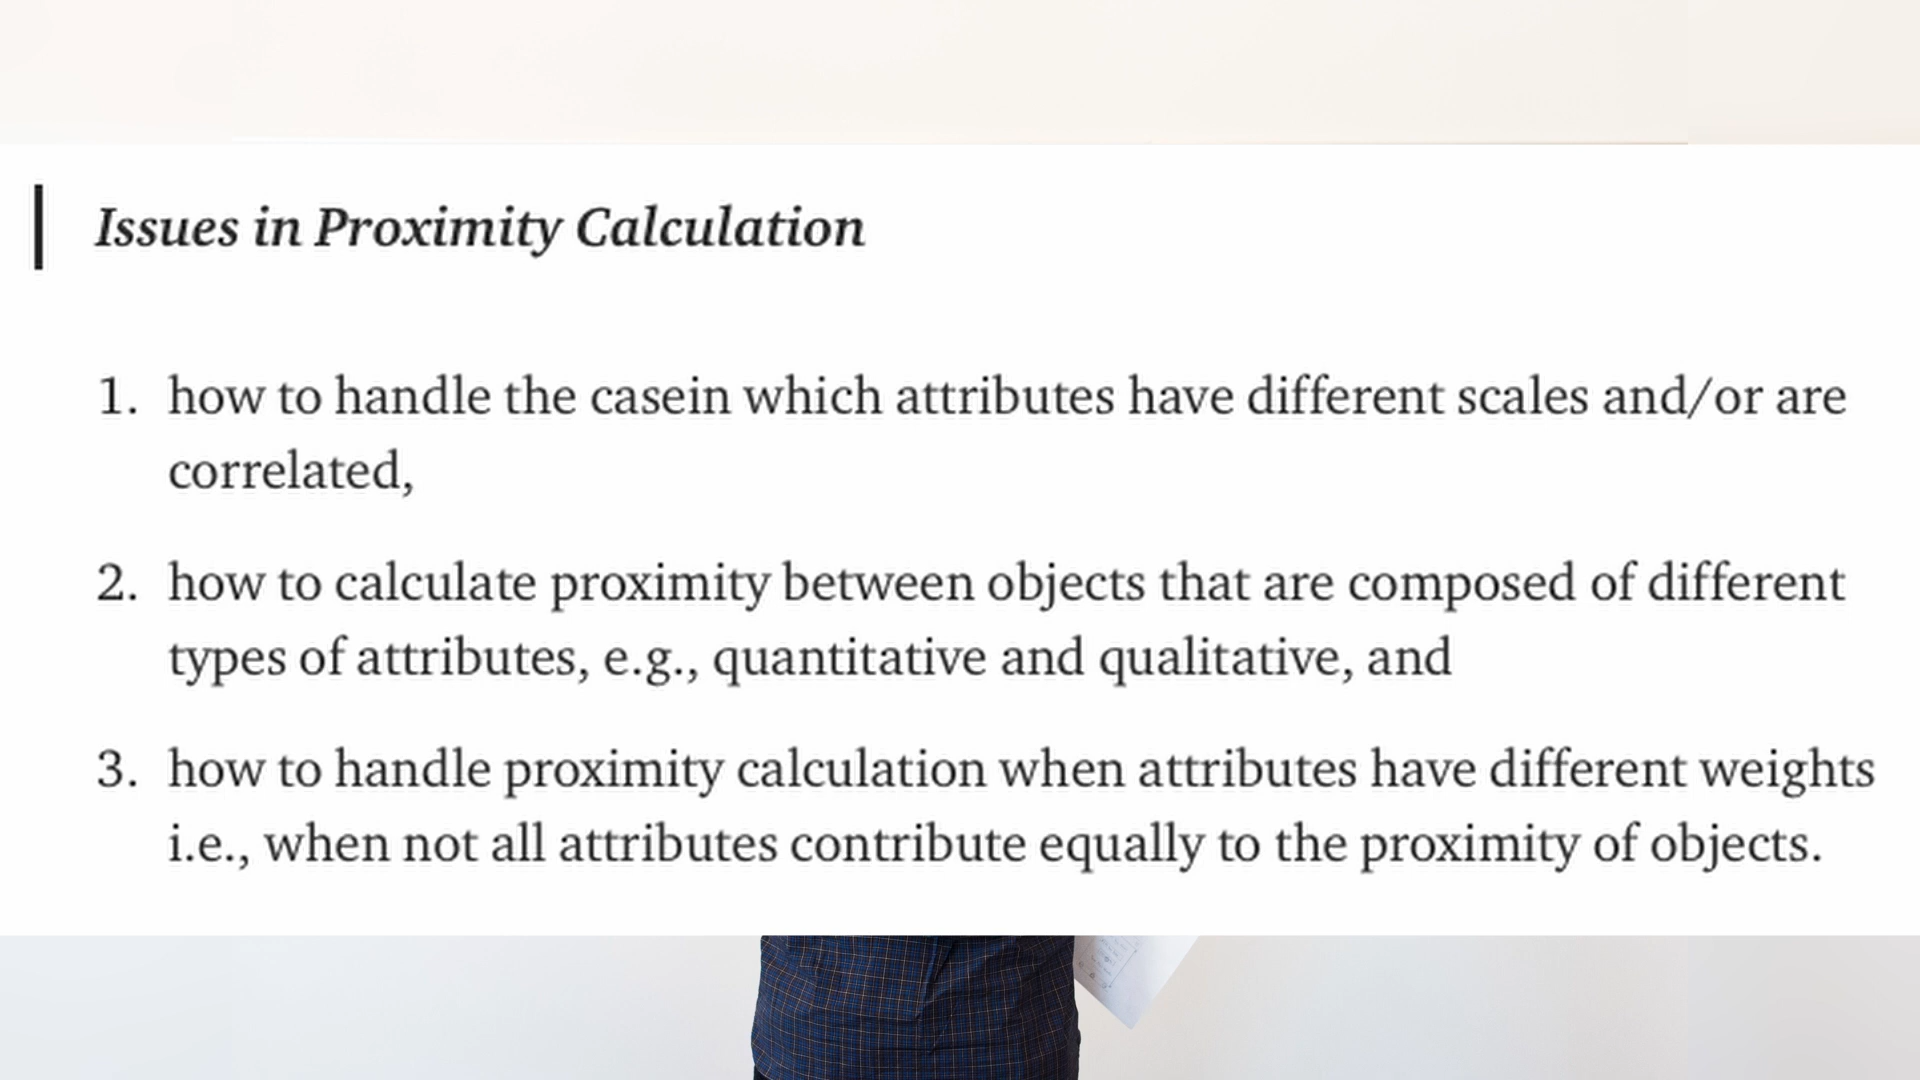 Issues in Proximity Calculation
1. how to handle the casein which attributes have different scales and/or are
correlated,
2. how to calculate proximity between objects that are composed of different
types of attributes, e.g., quantitative and qualitative, and
3. how to handle proximity calculation when attributes have different weights
i.e., when not all attributes contribute equally to the proximity of objects.